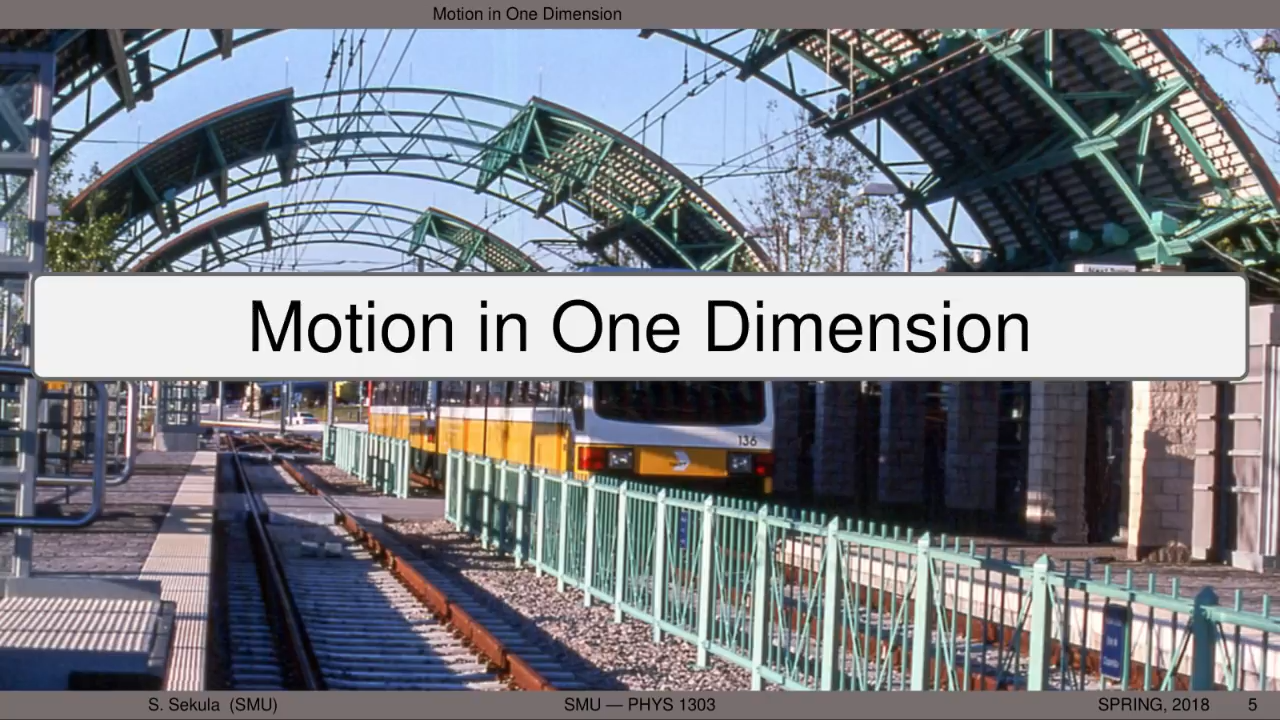 Motion in One Dimension
Motion in One Dimension
136
S. Sekula (SMU)
SMU — PHYS 1303
SPRING, 2018
5